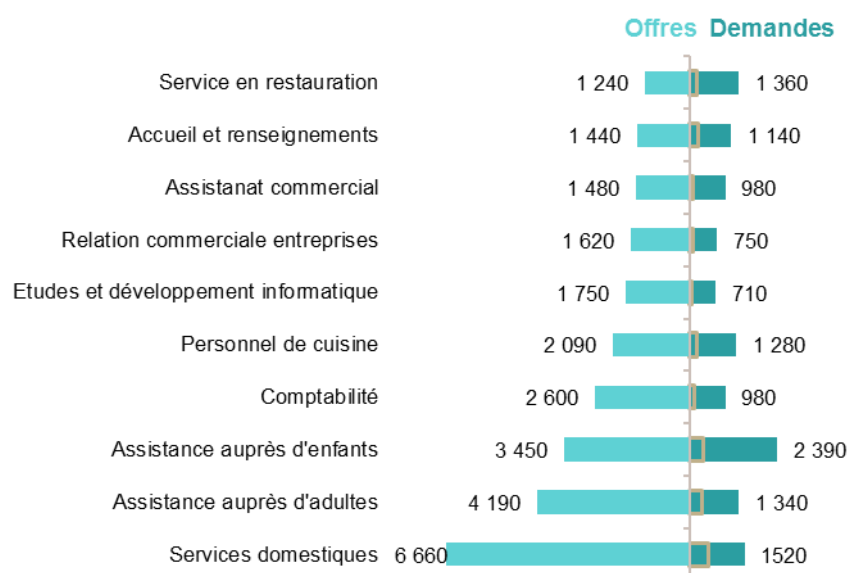 Offres Demandes
Service en restauration 1 240 1 360
Accueil et renseignements 1 440 1 140
Assistanat commercial 1 480 980
Relation commerciale entreprises 1 620 750
Etudes et développement informatique 1 750 710
Personnel de cuisine 2 090 1 280
Comptabilité 2 600 980
Assistance auprès d'enfants 3 450 2 390
Assistance auprès d'adultes 4 190 1 340
Services domestiques 6 660 1520